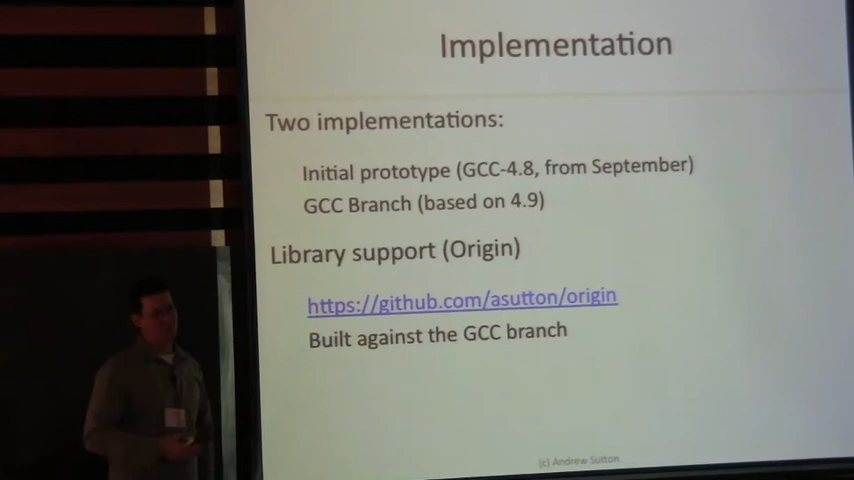 Implementation
Two implementations:
Initial prototype (GCC-4.8, from September)
GCC Branch (based on 4.9)
Library support (Origin)
https://github.com/asutton/origin
Built against the GCC branch
(c) Andrew Sutton